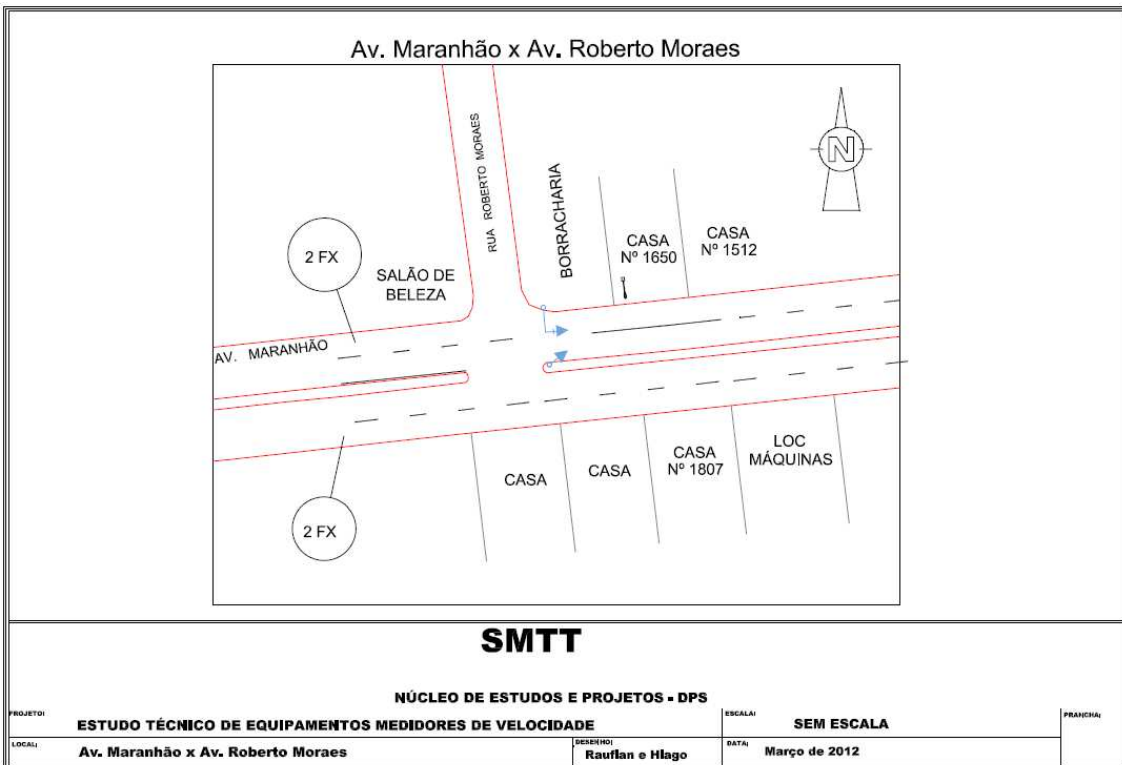 Av. Maranhão x Av. Roberto Moraes
RUA ROBERTO MORAES
BORRACHARIA
N
2 FX
SALÃO DE
BELEZA
CASA
Nº 1650
CASA
Nº 1512
AV. MARANHÃO
2 FX
CASA
CASA
CASA
Nº 1807
LOC
MÁQUINAS
SMTT
NÚCLEO DE ESTUDOS E PROJETOS - DPS
PROJETO:
ESTUDO TÉCNICO DE EQUIPAMENTOS MEDIDORES DE VELOCIDADE
ESCALA:
SEM ESCALA
PRANCHA:
LOCAL:
Av. Maranhão x Av. Roberto Moraes
DESENHO:
Rauflan e Hiago
DATA:
Março de 2012